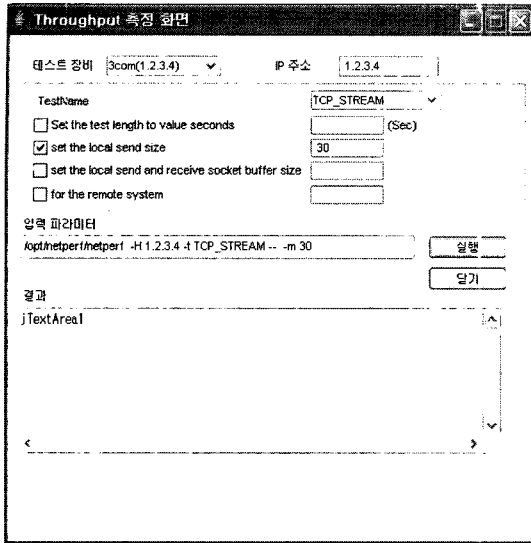 Throughput 측정 화면
테스트 장비 3com(1.2.3.4) IP 주소 1.2.3.4
TestName TCP_STREAM
Set the test length to value seconds (Sec)
set the local send size 30
set the local send and receive socket buffer size
for the remote system
입력 파라미터
/opt/netperf/netperf -H 1.2.3.4 -t TCP_STREAM -- -m 30 실행
닫기
결과
jTextArea1